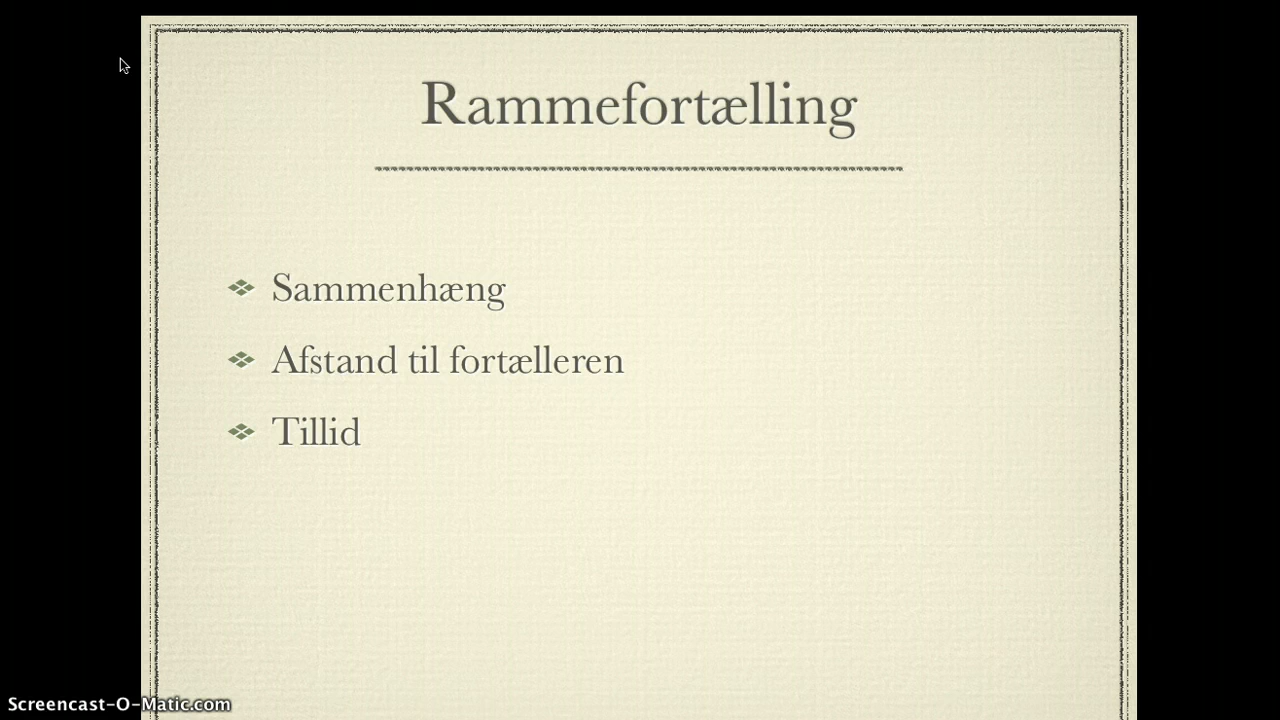 Rammefortælling
Sammenhæng
Afstand til fortælleren
Tillid
Screencast-O-Matic.com